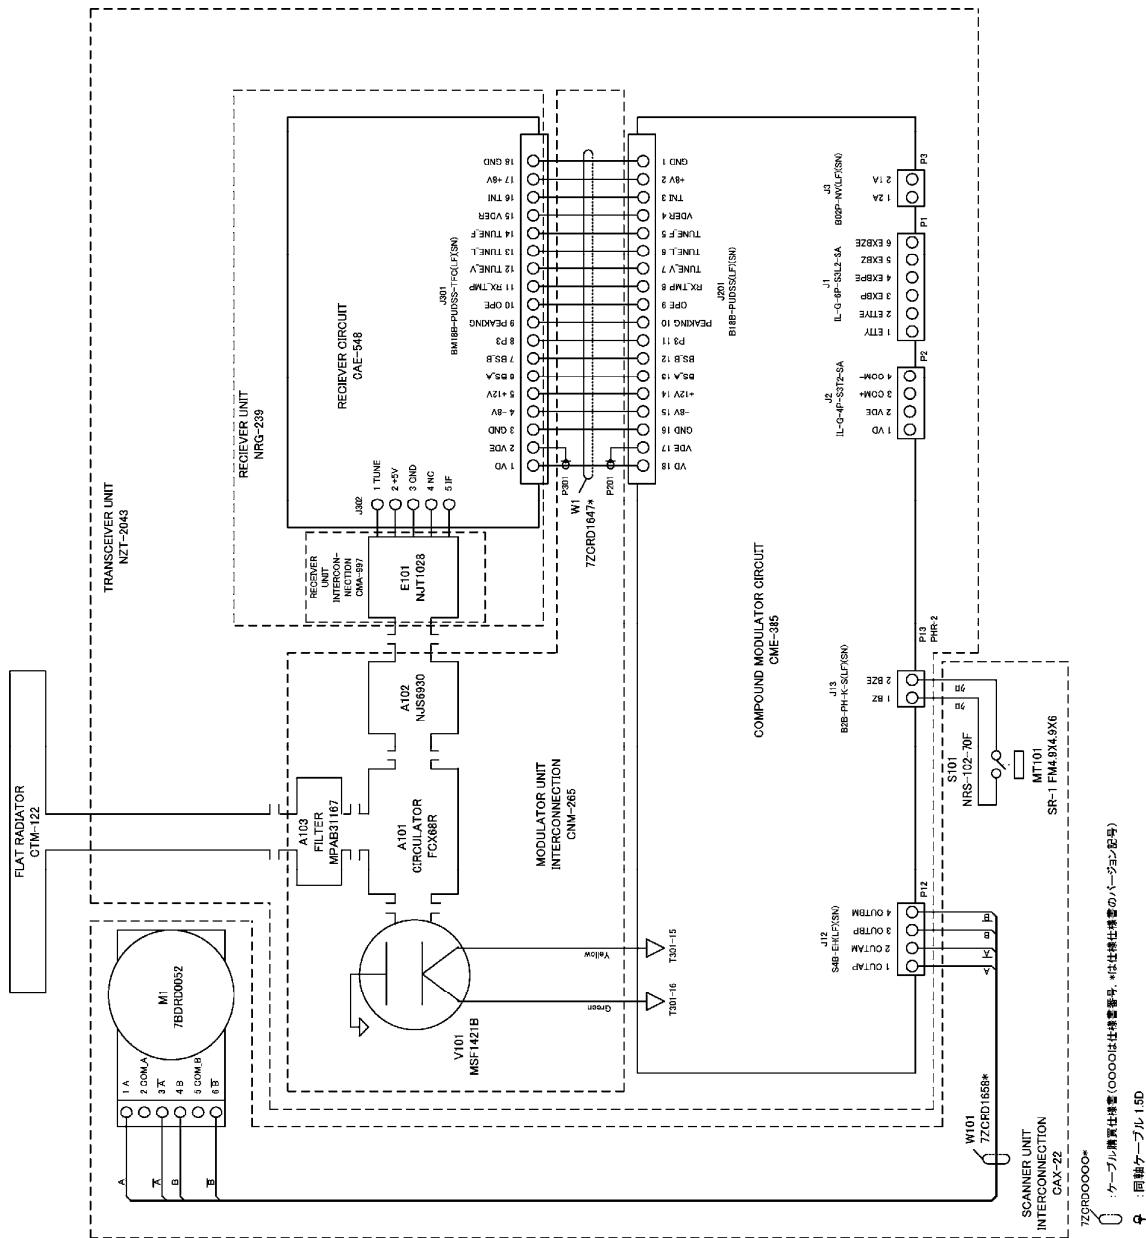 FLAT RADIATOR
CTM-122
TRANSCEIVER UNIT
NZT-2043
RECIEVER UNIT
NRG-239
RECIEVER CIRCUIT
CAE-548
J301
BM18B-PUDSS-TFC(LF)(SN)
18 GND
17 +8V
16 TNI
15 VDER
14 TUNE_F
13 TUNE_L
12 TUNE_V
11 RX_TMP
10 OPE
9 PEAKING
8 P3
7 BS_B
6 BS_A
5 +12V
4 -8V
3 GND
2 VDE
1 VD
J302
1 TUNE
2 +5V
3 GND
4 NC
5 IF
RECEIVER
UNIT
INTERCON-
NECTION
CMA-997
E101
NJT1028
P301
P201
W1
7ZCRD1647*
GND 1
+8V 2
TNI 3
VDER 4
TUNE_F 5
TUNE_L 6
TUNE_V 7
RX_TMP 8
OPE 9
PEAKING 10
P3 11
BS_B 12
BS_A 13
+12V 14
-8V 15
GND 16
VDE 17
VD 18
J201
B18B-PUDSS(LF)(SN)
COMPOUND MODULATOR CIRCUIT
CME-385
J3
B02P-NV(LF)(SN)
2 1A
1 2A
P3
J1
IL-G-6P-S3L2-SA
6 EXBZE
5 EXBZ
4 EXBPE
3 EXBP
2 ETTYE
1 ETTY
P1
J2
IL-G-4P-S3T2-SA
4 COM-
3 COM+
2 VDE
1 VD
P2
J13
B2B-PH-K-S(LF)(SN)
2 BZE
1 BZ
P13
PHR-2
クロ
クロ
S101
NRS-102-70F
MT101
SR-1 FM4.9X4.9X6
J12
S4B-EH(LF)(SN)
4 OUTBM
3 OUTBP
2 OUTAM
1 OUTAP
P12
B
B
A
A
A102
NJS6930
A103
FILTER
MPAB31167
A101
CIRCULATOR
FCX68R
MODULATOR UNIT
INTERCONNECTION
CNM-265
V101
MSF1421B
Yellow
T301-15
Green
T301-16
M1
7BDRD0052
1 A
2 COM_A
3 A
4 B
5 COM_B
6 B
A
A
B
B
W101
7ZCRD1658*
SCANNER UNIT
INTERCONNECTION
CAX-22
7ZCRDOOOO*
:ケーブル購買仕様書(OOOOは仕様書番号、*は仕様書のバージョン記号)
:同軸ケーブル 1.5D